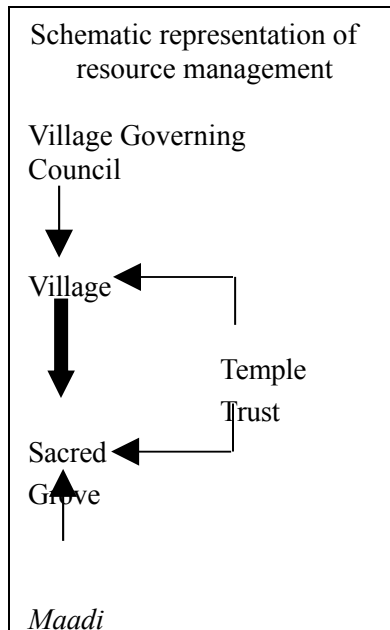 Schematic representation of
resource management
Village Governing
Council
Village
Temple
Trust
Sacred
Grove
Maadi